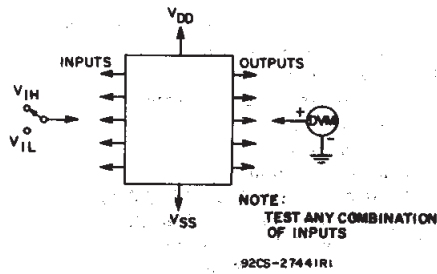 VDD
INPUTS
OUTPUTS
VIH
VIL
+
DVM
-
VSS
NOTE:
TEST ANY COMBINATION
OF INPUTS
92CS-27441R1